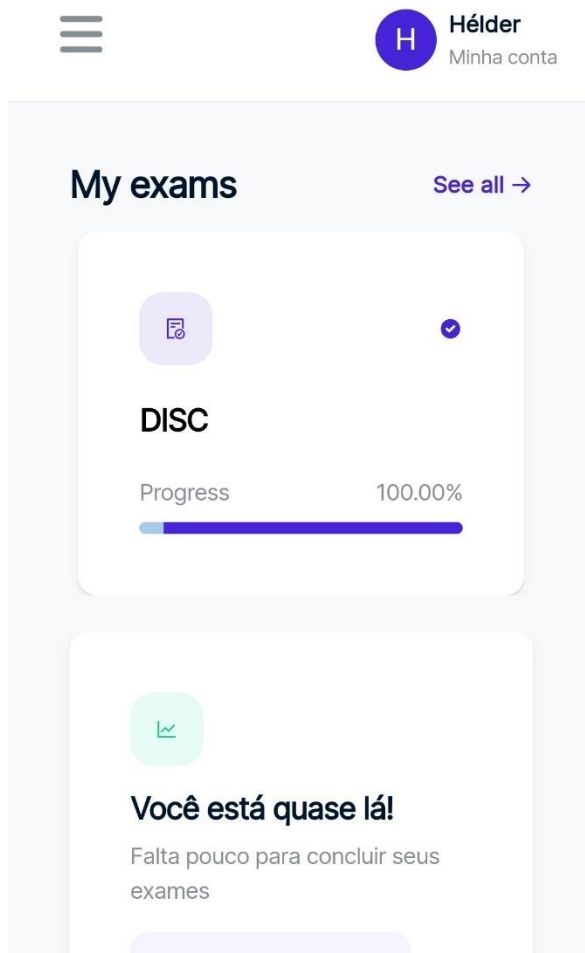 H
Hélder
Minha conta
My exams
See all →
DISC
Progress
100.00%
Você está quase lá!
Falta pouco para concluir seus
exames